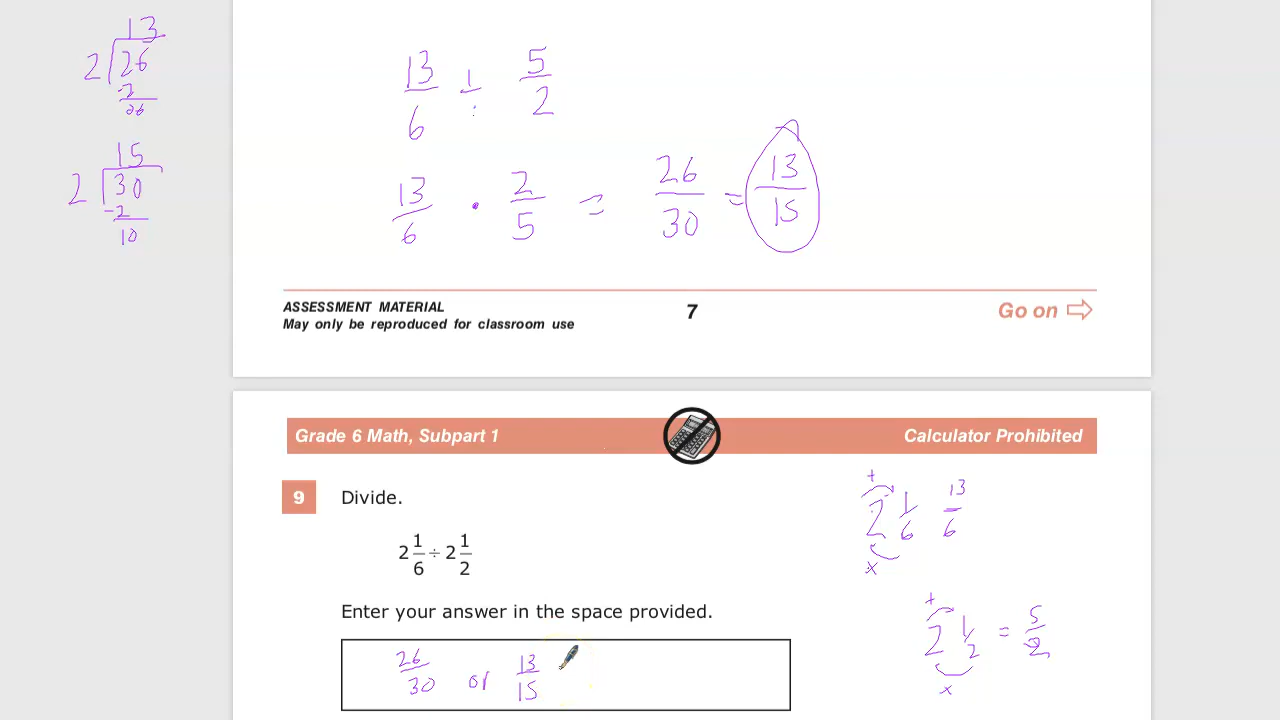 13
2 26
-2
26
15
2 30
-2
10
13/6 ÷ 5/2
13/6 · 2/5 = 26/30 = 13/15
ASSESSMENT MATERIAL
May only be reproduced for classroom use
7
Go on
Grade 6 Math, Subpart 1
Calculator Prohibited
9 Divide.
2 1/6 ÷ 2 1/2
Enter your answer in the space provided.
26/30 or 13/15
+
2 1/6 13/6
x
+
2 1/2 = 5/2
x